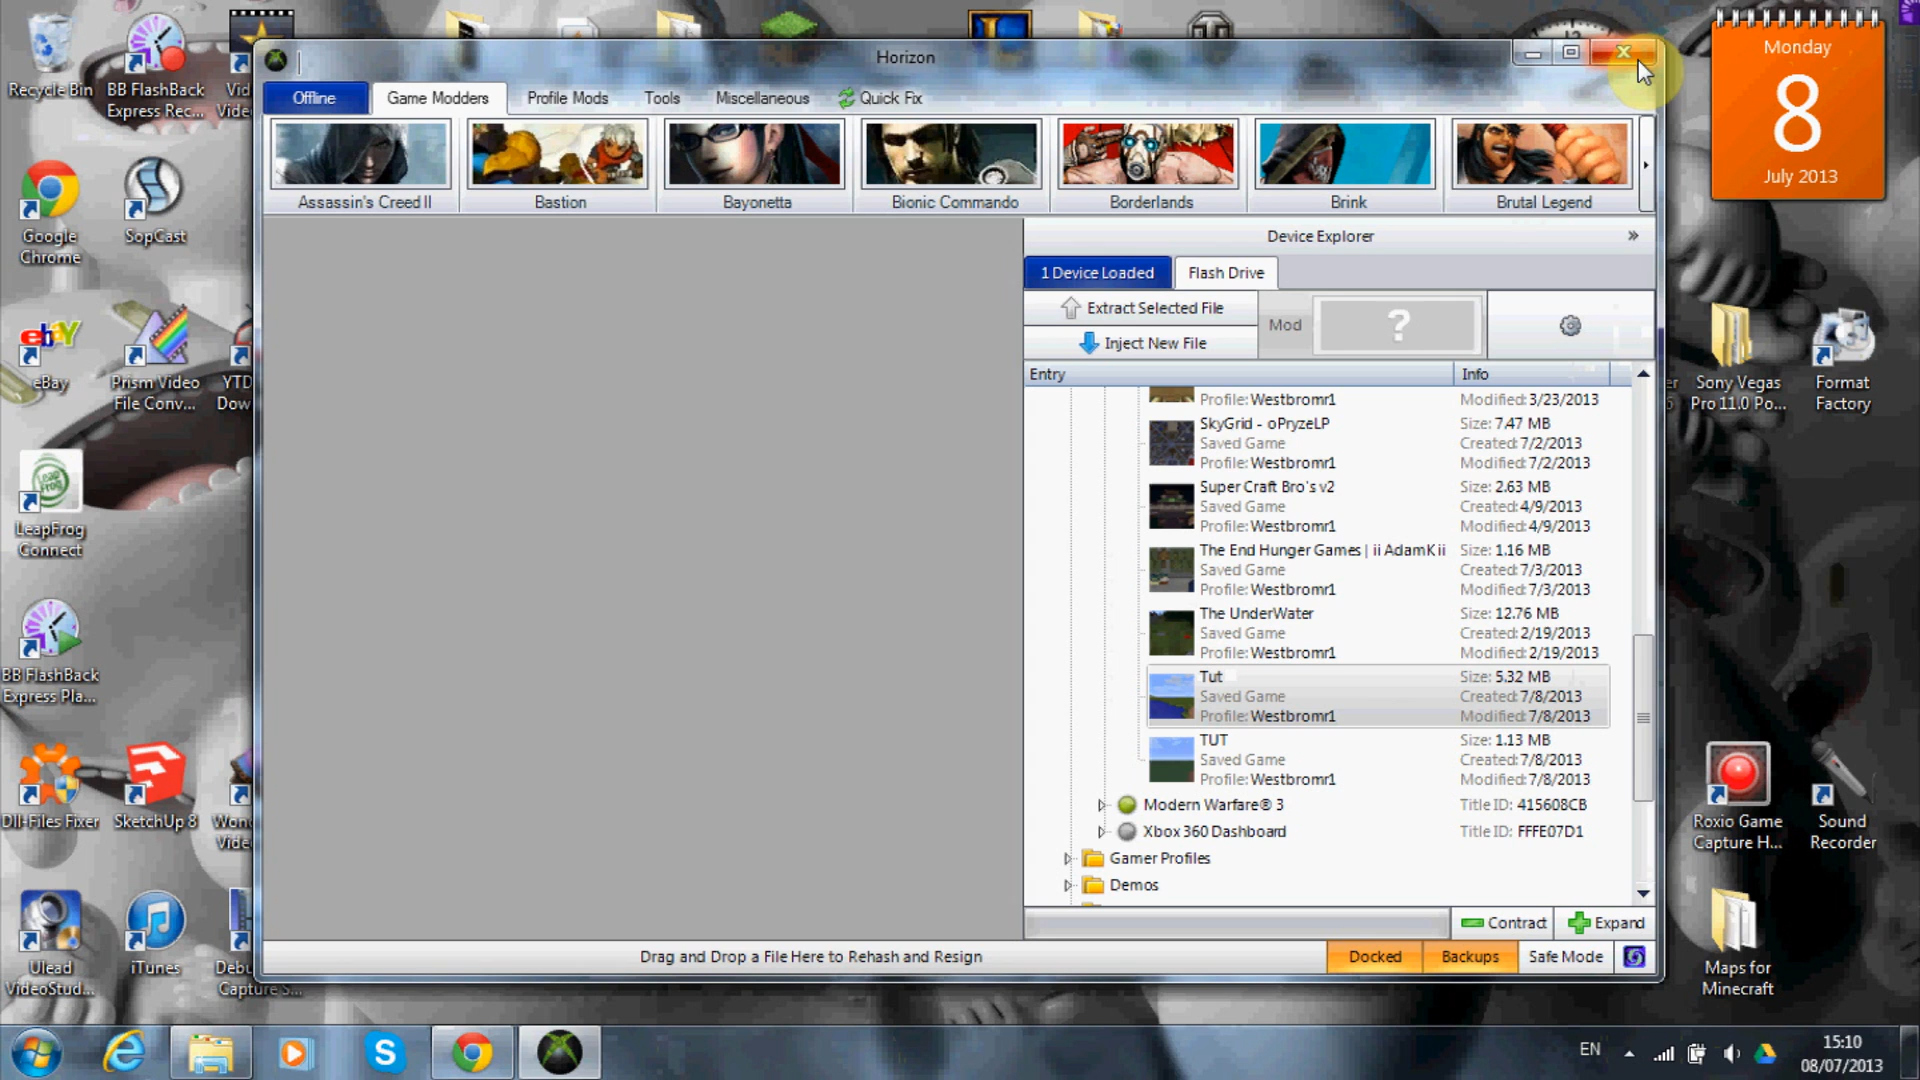 Recycle Bin
BB FlashBack
Express Rec...
Horizon
Offline
Game Modders
Profile Mods
Tools
Miscellaneous
Quick Fix
Assassin's Creed II
Bastion
Bayonetta
Bionic Commando
Borderlands
Brink
Brutal Legend
Monday
8
July 2013
Google
Chrome
SopCast
Device Explorer
»
1 Device Loaded
Flash Drive
Extract Selected File
Inject New File
Mod
?
Entry
Info
Profile: Westbromr1
Modified: 3/23/2013
SkyGrid - oPryzeLP
Size: 7.47 MB
Saved Game
Created: 7/2/2013
Profile: Westbromr1
Modified: 7/2/2013
Super Craft Bro's v2
Size: 2.63 MB
Saved Game
Created: 4/9/2013
Profile: Westbromr1
Modified: 4/9/2013
The End Hunger Games | ii AdamK ii
Size: 1.16 MB
Saved Game
Created: 7/3/2013
Profile: Westbromr1
Modified: 7/3/2013
The UnderWater
Size: 12.76 MB
Saved Game
Created: 2/19/2013
Profile: Westbromr1
Modified: 2/19/2013
Tut
Size: 5.32 MB
Saved Game
Created: 7/8/2013
Profile: Westbromr1
Modified: 7/8/2013
TUT
Size: 1.13 MB
Saved Game
Created: 7/8/2013
Profile: Westbromr1
Modified: 7/8/2013
Modern Warfare® 3
Title ID: 415608CB
Xbox 360 Dashboard
Title ID: FFFE07D1
Gamer Profiles
Demos
Contract
Expand
Drag and Drop a File Here to Rehash and Resign
Docked
Backups
Safe Mode
ebay
eBay
Prism Video
File Conv...
YTD
Dow...
Sony Vegas
Pro 11.0 Po...
Format
Factory
Leap
Frog
LeapFrog
Connect
BB FlashBack
Express Pla...
Dll-Files Fixer
SketchUp 8
Roxio Game
Capture H...
Sound
Recorder
Ulead
VideoStud...
iTunes
Capture S...
Maps for
Minecraft
EN
15:10
08/07/2013